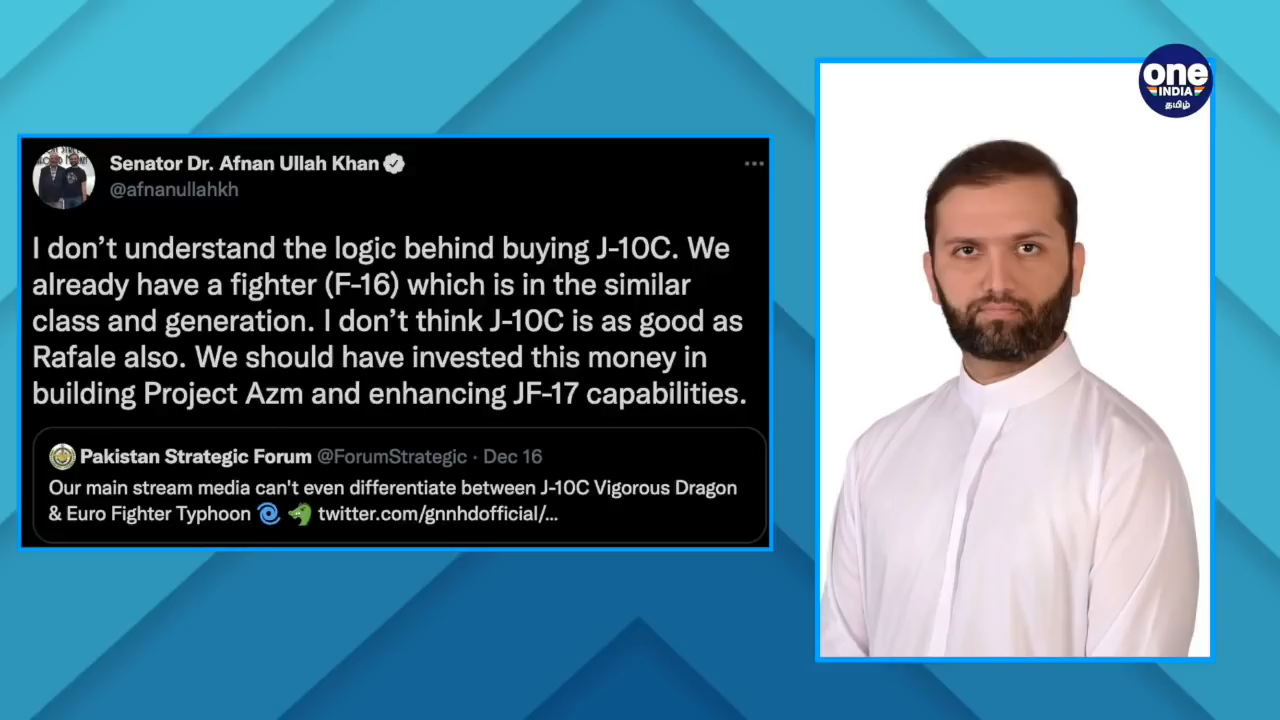 one
INDIA
தமிழ்
Senator Dr. Afnan Ullah Khan
@afnanullahkh
I don’t understand the logic behind buying J-10C. We
already have a fighter (F-16) which is in the similar
class and generation. I don’t think J-10C is as good as
Rafale also. We should have invested this money in
building Project Azm and enhancing JF-17 capabilities.
Pakistan Strategic Forum @ForumStrategic · Dec 16
Our main stream media can't even differentiate between J-10C Vigorous Dragon
& Euro Fighter Typhoon 🌀 🐲 twitter.com/gnnhdofficial/...